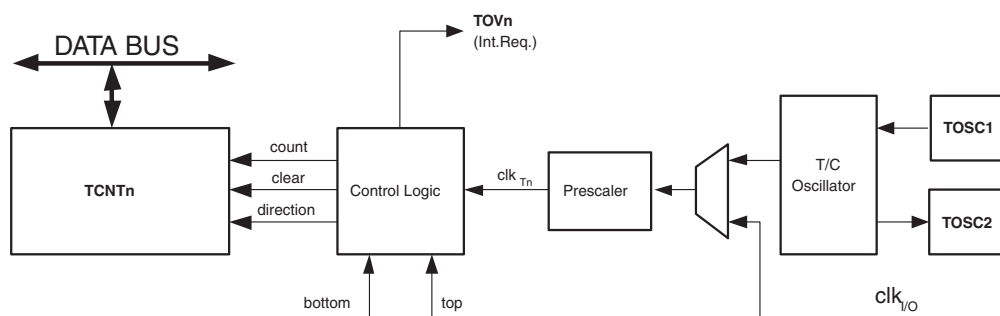 TOVn
(Int.Req.)
DATA BUS
TOSC1
count
clear
direction
TCNTn
Control Logic
clk Tn
Prescaler
T/C
Oscillator
TOSC2
bottom
top
clkI/O